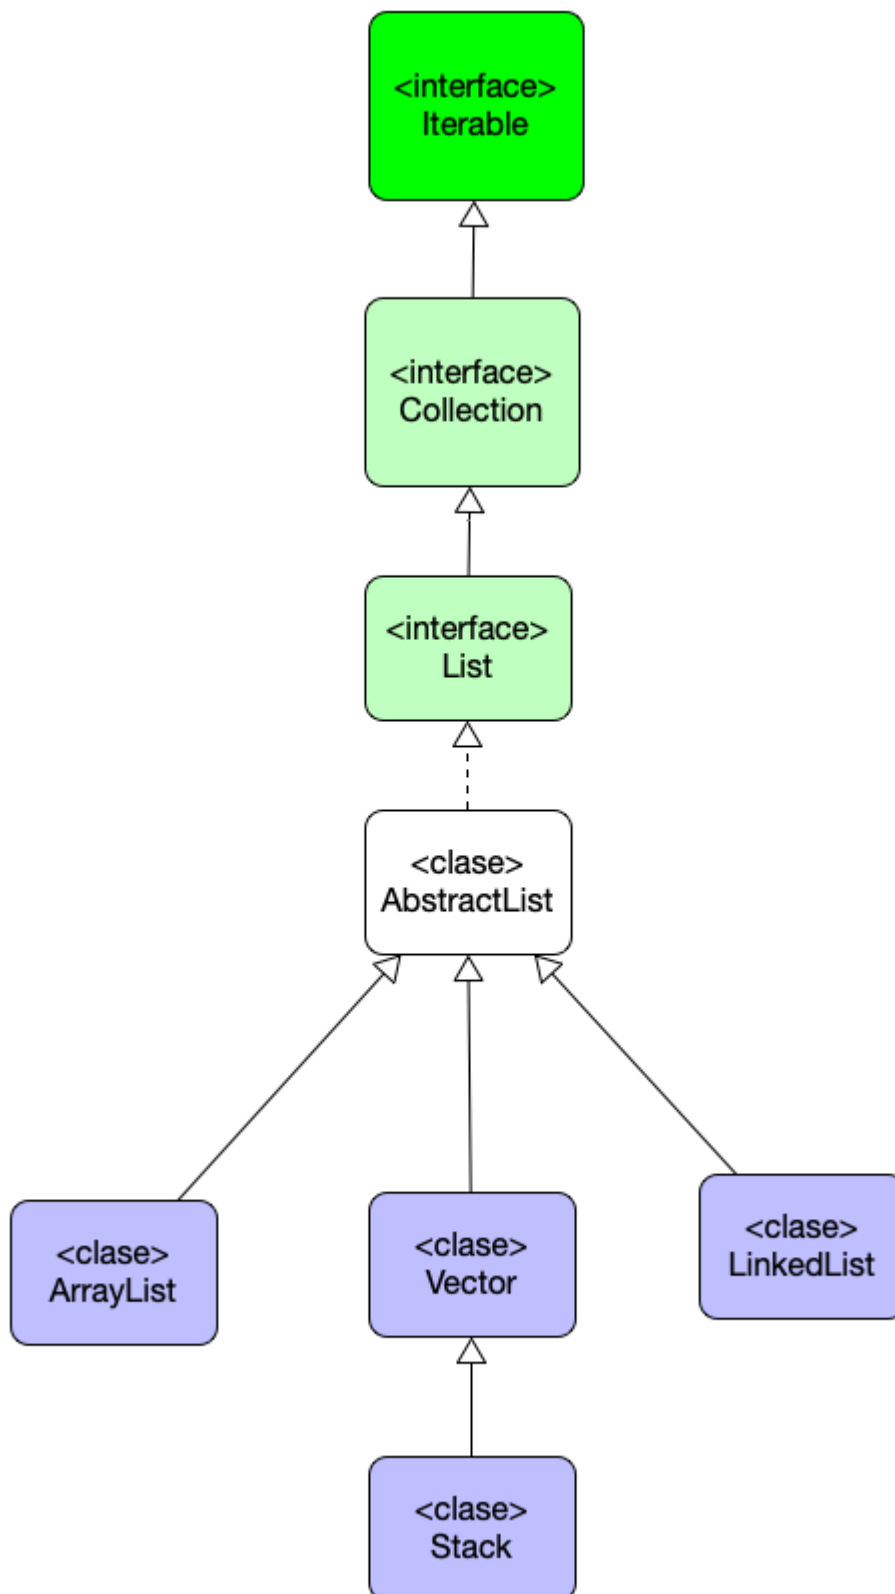 <interface>
Iterable
<interface>
Collection
<interface>
List
<clase>
AbstractList
<clase>
ArrayList
<clase>
Vector
<clase>
LinkedList
<clase>
Stack